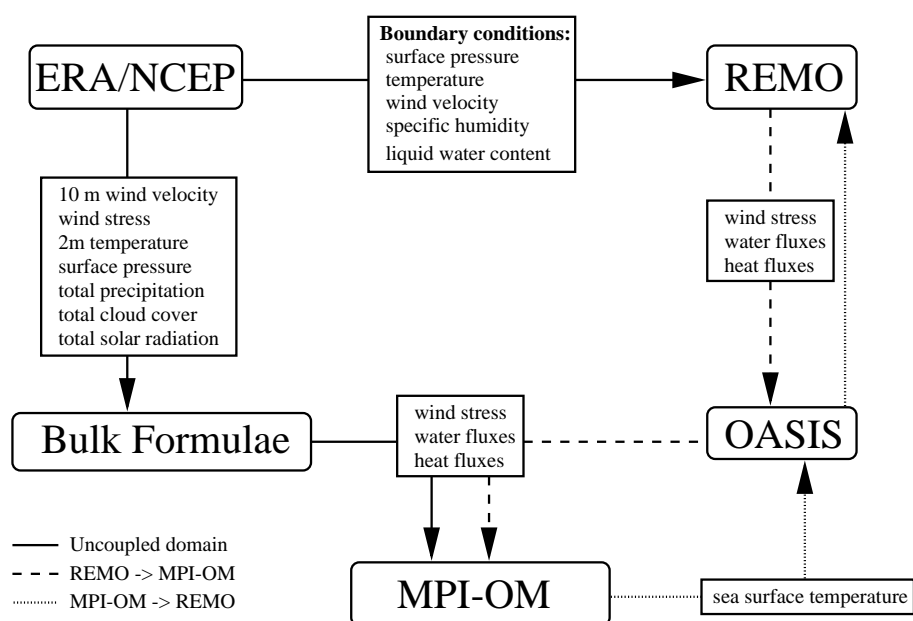 ERA/NCEP
Boundary conditions:
surface pressure
temperature
wind velocity
specific humidity
liquid water content
REMO
10 m wind velocity
wind stress
2m temperature
surface pressure
total precipitation
total cloud cover
total solar radiation
wind stress
water fluxes
heat fluxes
Bulk Formulae
wind stress
water fluxes
heat fluxes
OASIS
Uncoupled domain
REMO -> MPI-OM
MPI-OM -> REMO
MPI-OM
sea surface temperature